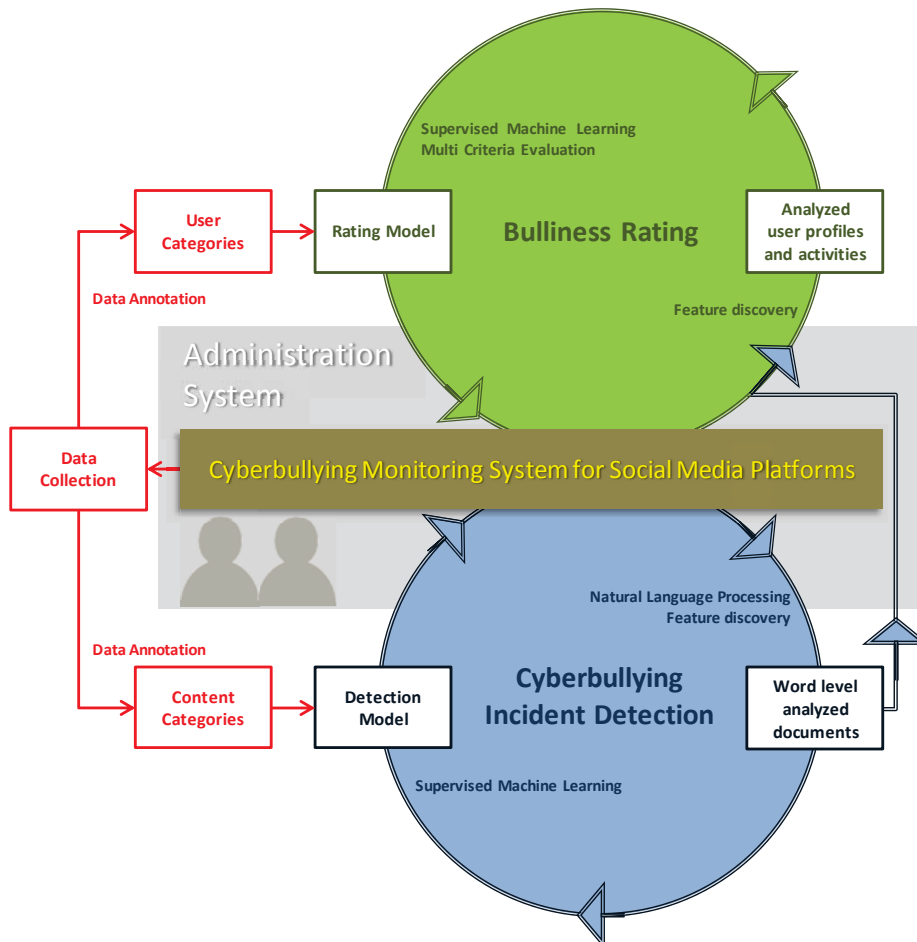 Supervised Machine Learning
Multi Criteria Evaluation
User
Categories
Rating Model
Bulliness Rating
Analyzed
user profiles
and activities
Data Annotation
Feature discovery
Administration
System
Data
Collection
Cyberbullying Monitoring System for Social Media Platforms
Natural Language Processing
Feature discovery
Data Annotation
Content
Categories
Detection
Model
Cyberbullying
Incident Detection
Word level
analyzed
documents
Supervised Machine Learning